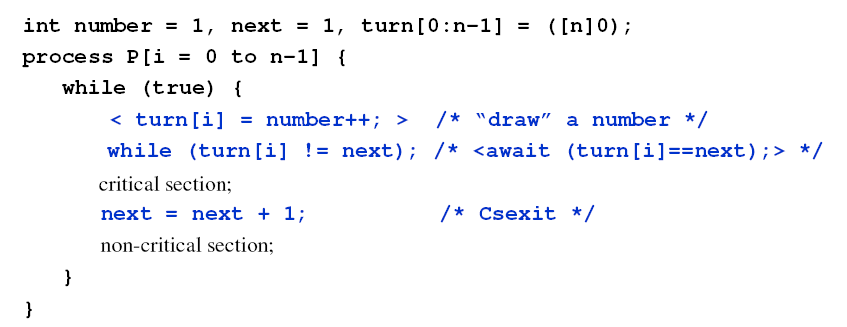 int number = 1, next = 1, turn[0:n-1] = ([n]0);
process P[i = 0 to n-1] {
while (true) {
< turn[i] = number++; > /* “draw” a number */
while (turn[i] != next); /* <await (turn[i]==next);> */
critical section;
next = next + 1; /* Csexit */
non-critical section;
}
}